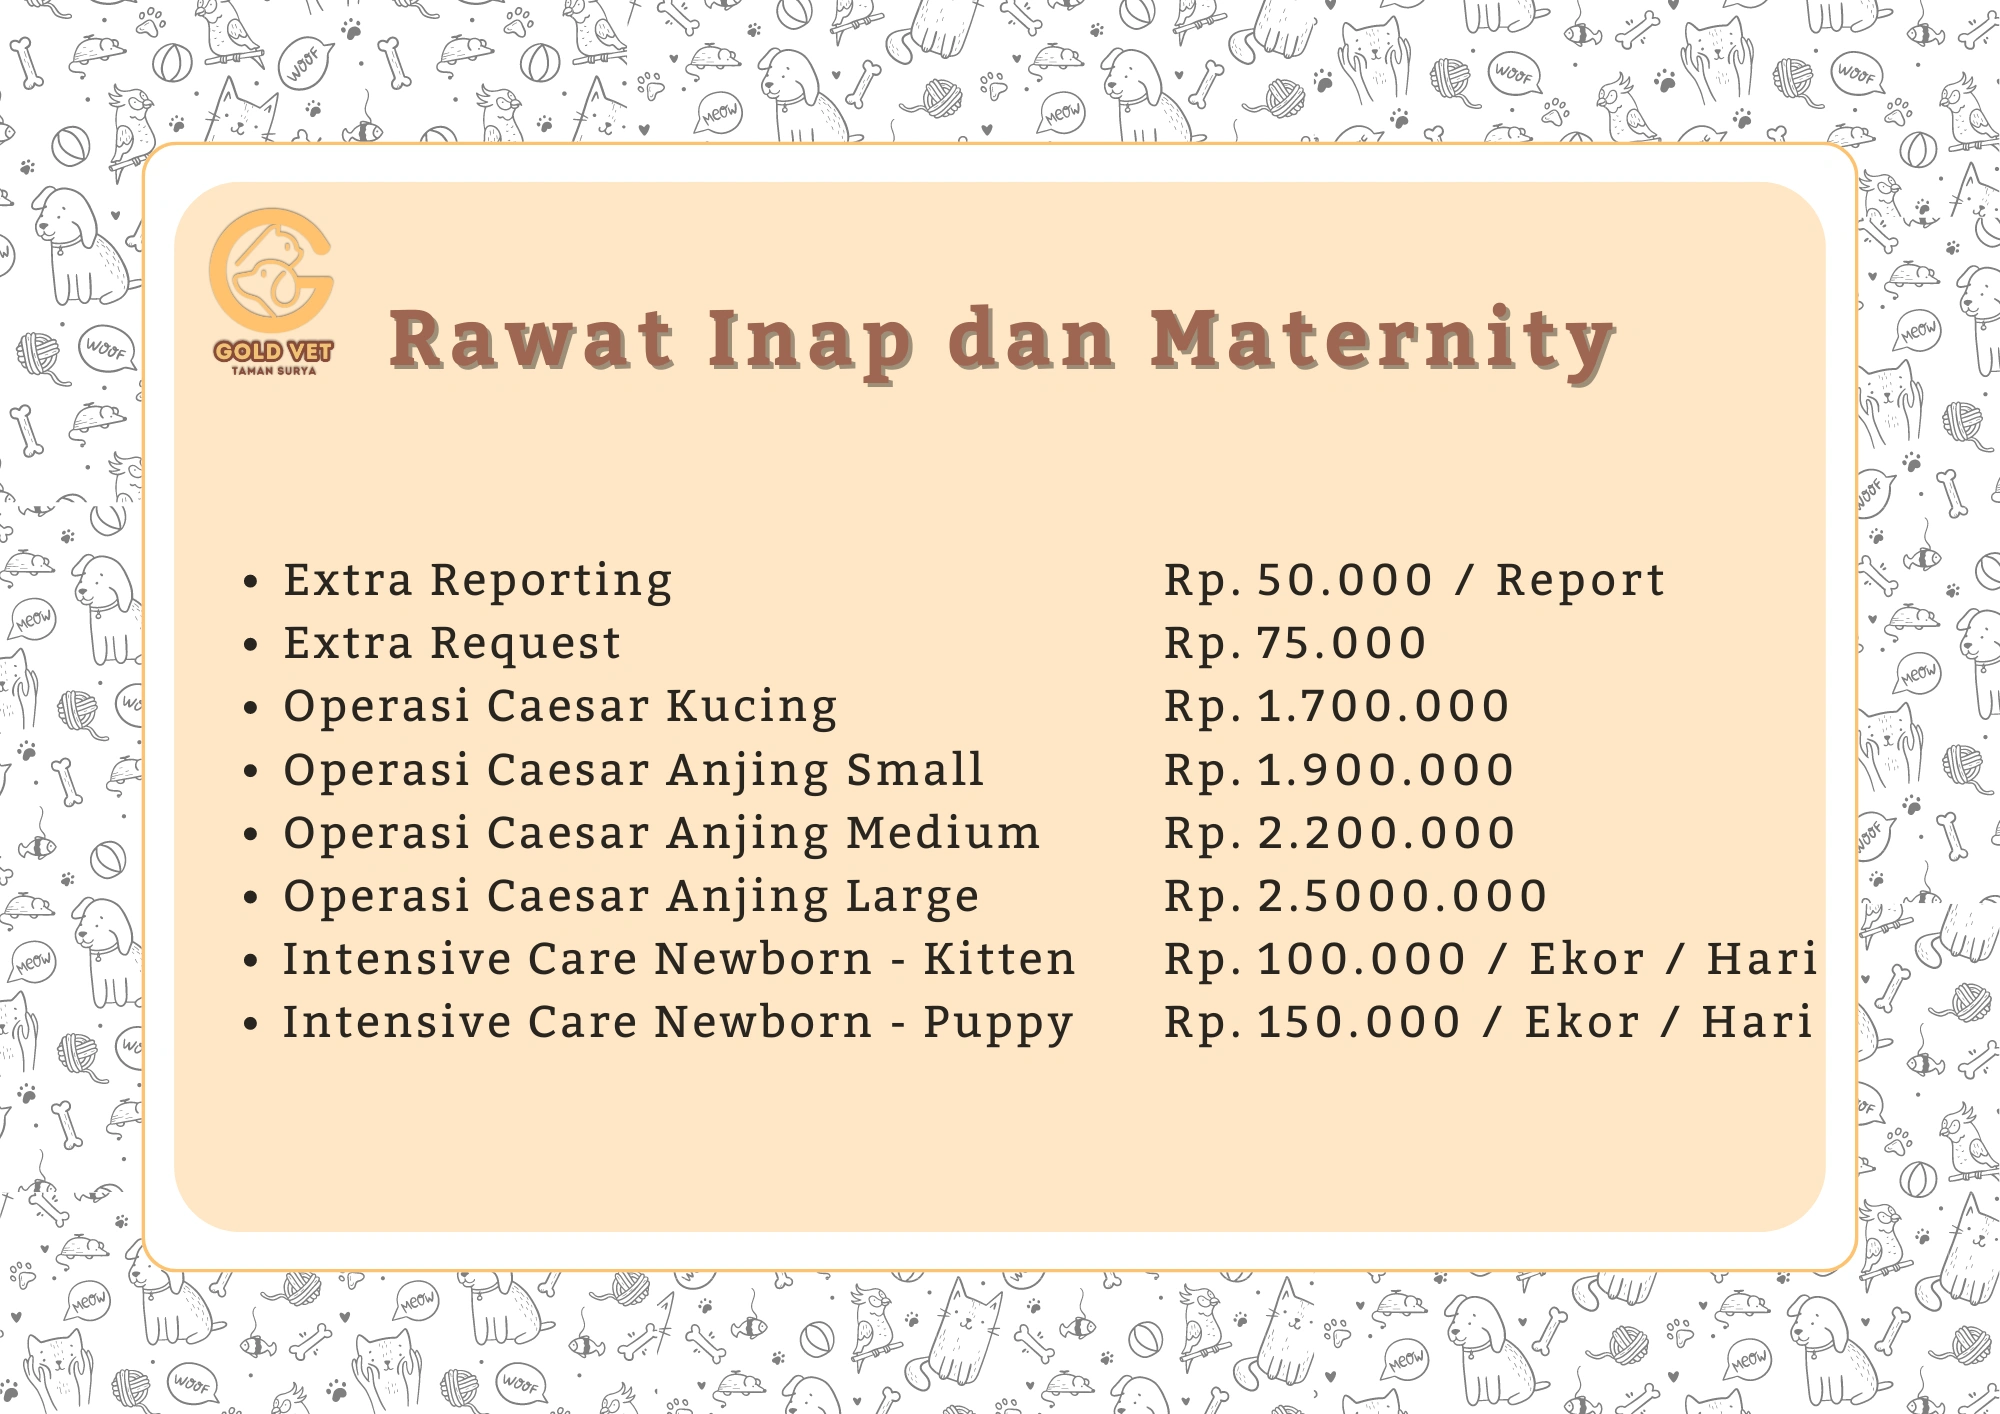 GOLD VET
TAMAN SURYA
Rawat Inap dan Maternity
• Extra Reporting Rp. 50.000 / Report
• Extra Request Rp. 75.000
• Operasi Caesar Kucing Rp. 1.700.000
• Operasi Caesar Anjing Small Rp. 1.900.000
• Operasi Caesar Anjing Medium Rp. 2.200.000
• Operasi Caesar Anjing Large Rp. 2.5000.000
• Intensive Care Newborn - Kitten Rp. 100.000 / Ekor / Hari
• Intensive Care Newborn - Puppy Rp. 150.000 / Ekor / Hari
WOOF
MEOW